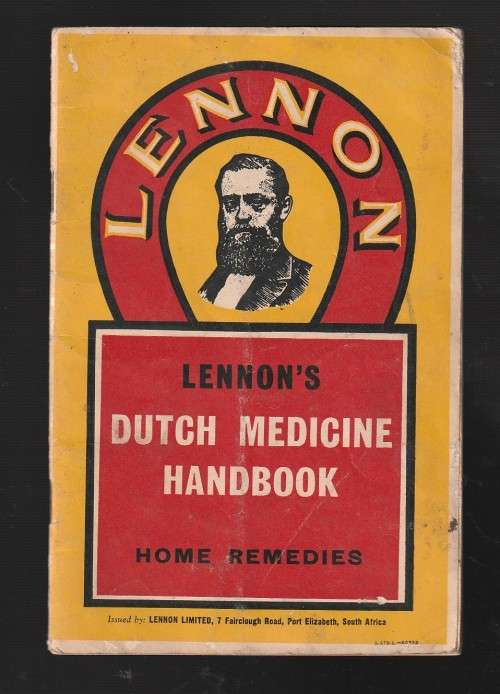 LENNON
LENNON'S
DUTCH MEDICINE
HANDBOOK
HOME REMEDIES
Issued by: LENNON LIMITED, 7 Fairclough Road, Port Elizabeth, South Africa